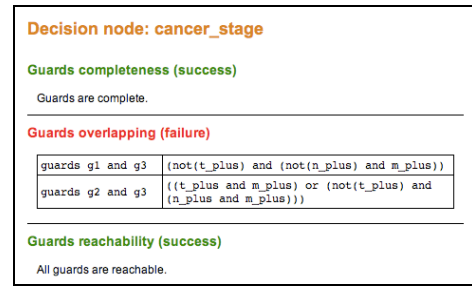 Decision node: cancer_stage
Guards completeness (success)
Guards are complete.
Guards overlapping (failure)
guards g1 and g3 (not(t_plus) and (not(n_plus) and m_plus))
guards g2 and g3 ((t_plus and m_plus) or (not(t_plus) and
(n_plus and m_plus)))
Guards reachability (success)
All guards are reachable.